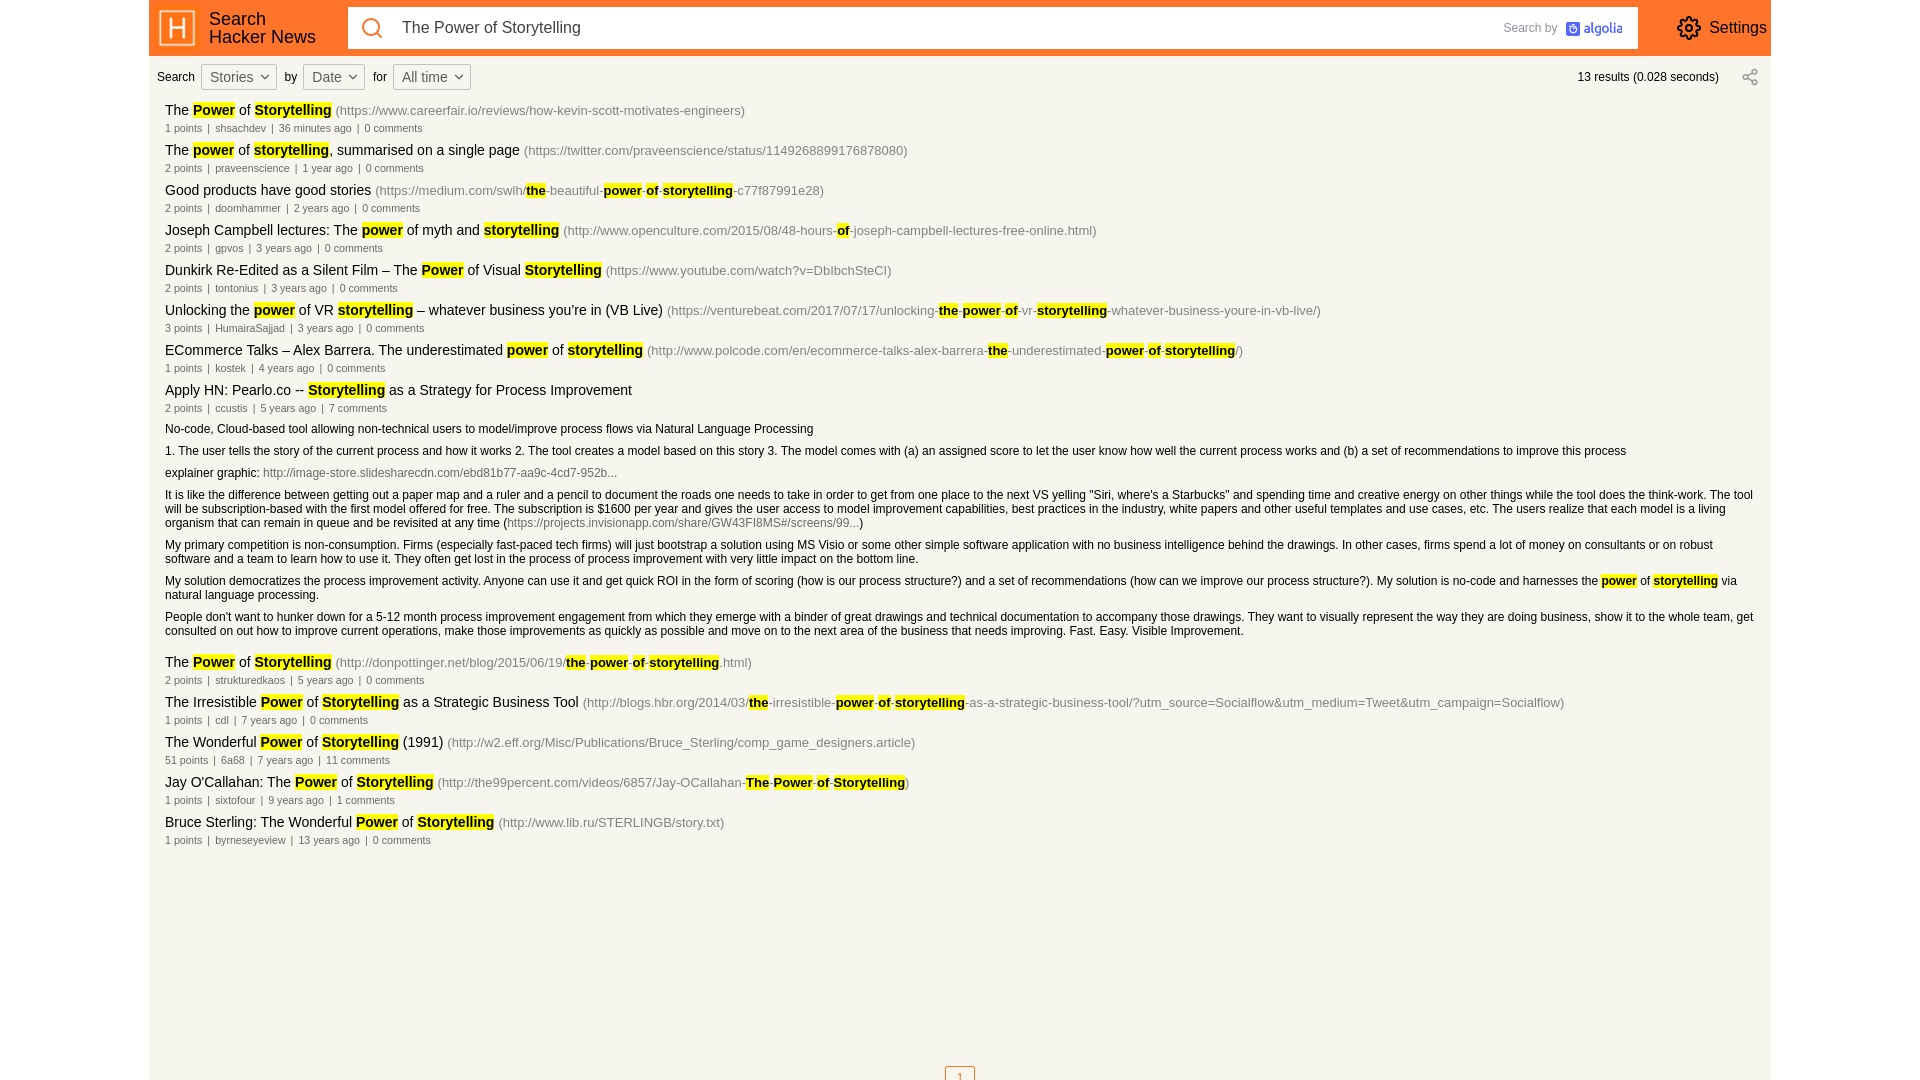 Search
Hacker News
The Power of Storytelling
Search by algolia
Settings
Search Stories by Date for All time
13 results (0.028 seconds)
The Power of Storytelling (https://www.careerfair.io/reviews/how-kevin-scott-motivates-engineers)
1 points | shsachdev | 36 minutes ago | 0 comments
The power of storytelling, summarised on a single page (https://twitter.com/praveenscience/status/1149268899176878080)
2 points | praveenscience | 1 year ago | 0 comments
Good products have good stories (https://medium.com/swlh/the-beautiful-power-of-storytelling-c77f87991e28)
2 points | doomhammer | 2 years ago | 0 comments
Joseph Campbell lectures: The power of myth and storytelling (http://www.openculture.com/2015/08/48-hours-of-joseph-campbell-lectures-free-online.html)
2 points | gpvos | 3 years ago | 0 comments
Dunkirk Re-Edited as a Silent Film – The Power of Visual Storytelling (https://www.youtube.com/watch?v=DbIbchSteCI)
2 points | tontonius | 3 years ago | 0 comments
Unlocking the power of VR storytelling – whatever business you’re in (VB Live) (https://venturebeat.com/2017/07/17/unlocking-the-power-of-vr-storytelling-whatever-business-youre-in-vb-live/)
3 points | HumairaSajjad | 3 years ago | 0 comments
ECommerce Talks – Alex Barrera. The underestimated power of storytelling (http://www.polcode.com/en/ecommerce-talks-alex-barrera-the-underestimated-power-of-storytelling/)
1 points | kostek | 4 years ago | 0 comments
Apply HN: Pearlo.co -- Storytelling as a Strategy for Process Improvement
2 points | ccustis | 5 years ago | 7 comments
No-code, Cloud-based tool allowing non-technical users to model/improve process flows via Natural Language Processing
1. The user tells the story of the current process and how it works 2. The tool creates a model based on this story 3. The model comes with (a) an assigned score to let the user know how well the current process works and (b) a set of recommendations to improve this process
explainer graphic: http://image-store.slidesharecdn.com/ebd81b77-aa9c-4cd7-952b...
It is like the difference between getting out a paper map and a ruler and a pencil to document the roads one needs to take in order to get from one place to the next VS yelling "Siri, where's a Starbucks" and spending time and creative energy on other things while the tool does the think-work. The tool
will be subscription-based with the first model offered for free. The subscription is $1600 per year and gives the user access to model improvement capabilities, best practices in the industry, white papers and other useful templates and use cases, etc. The users realize that each model is a living
organism that can remain in queue and be revisited at any time (https://projects.invisionapp.com/share/GW43FI8MS#/screens/99...)
My primary competition is non-consumption. Firms (especially fast-paced tech firms) will just bootstrap a solution using MS Visio or some other simple software application with no business intelligence behind the drawings. In other cases, firms spend a lot of money on consultants or on robust
software and a team to learn how to use it. They often get lost in the process of process improvement with very little impact on the bottom line.
My solution democratizes the process improvement activity. Anyone can use it and get quick ROI in the form of scoring (how is our process structure?) and a set of recommendations (how can we improve our process structure?). My solution is no-code and harnesses the power of storytelling via
natural language processing.
People don't want to hunker down for a 5-12 month process improvement engagement from which they emerge with a binder of great drawings and technical documentation to accompany those drawings. They want to visually represent the way they are doing business, show it to the whole team, get
consulted on out how to improve current operations, make those improvements as quickly as possible and move on to the next area of the business that needs improving. Fast. Easy. Visible Improvement.
The Power of Storytelling (http://donpottinger.net/blog/2015/06/19/the-power-of-storytelling.html)
2 points | strukturedkaos | 5 years ago | 0 comments
The Irresistible Power of Storytelling as a Strategic Business Tool (http://blogs.hbr.org/2014/03/the-irresistible-power-of-storytelling-as-a-strategic-business-tool/?utm_source=Socialflow&utm_medium=Tweet&utm_campaign=Socialflow)
1 points | cdl | 7 years ago | 0 comments
The Wonderful Power of Storytelling (1991) (http://w2.eff.org/Misc/Publications/Bruce_Sterling/comp_game_designers.article)
51 points | 6a68 | 7 years ago | 11 comments
Jay O'Callahan: The Power of Storytelling (http://the99percent.com/videos/6857/Jay-OCallahan-The-Power-of-Storytelling)
1 points | sixtofour | 9 years ago | 1 comments
Bruce Sterling: The Wonderful Power of Storytelling (http://www.lib.ru/STERLINGB/story.txt)
1 points | byrneseyeview | 13 years ago | 0 comments
1